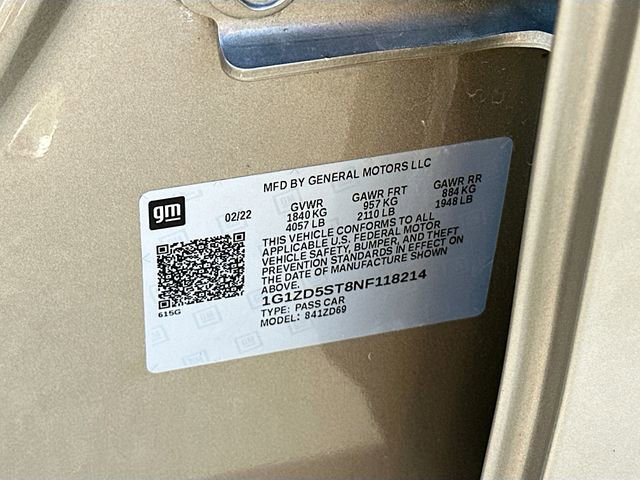 MFD BY GENERAL MOTORS LLC
gm
02/22
GVWR
1840 KG
4057 LB
GAWR FRT
957 KG
2110 LB
GAWR RR
884 KG
1948 LB
THIS VEHICLE CONFORMS TO ALL
APPLICABLE U.S. FEDERAL MOTOR
VEHICLE SAFETY, BUMPER, AND THEFT
PREVENTION STANDARDS IN EFFECT ON
THE DATE OF MANUFACTURE SHOWN
ABOVE.
1G1ZD5ST8NF118214
TYPE: PASS CAR
MODEL: 841ZD69
615G